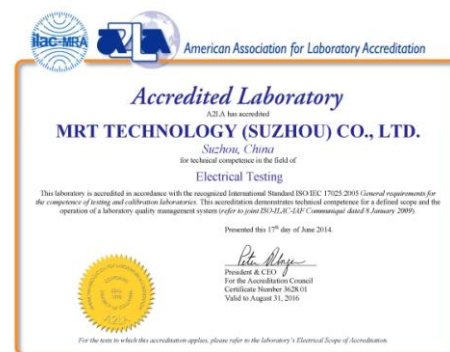 ilac-MRA
A2LA
American Association for Laboratory Accreditation
Accredited Laboratory
A2LA has accredited
MRT TECHNOLOGY (SUZHOU) CO., LTD.
Suzhou, China
for technical competence in the field of
Electrical Testing
This laboratory is accredited in accordance with the recognized International Standard ISO/IEC 17025:2005 General requirements for
the competence of testing and calibration laboratories. This accreditation demonstrates technical competence for a defined scope and the
operation of a laboratory quality management system (refer to joint ISO-ILAC-IAF Communiqué dated 8 January 2009).
Presented this 17th day of June 2014.
President & CEO
For the Accreditation Council
Certificate Number 3628.01
Valid to August 31, 2016
A2LA
For the tests to which this accreditation applies, please refer to the laboratory's Electrical Scope of Accreditation.